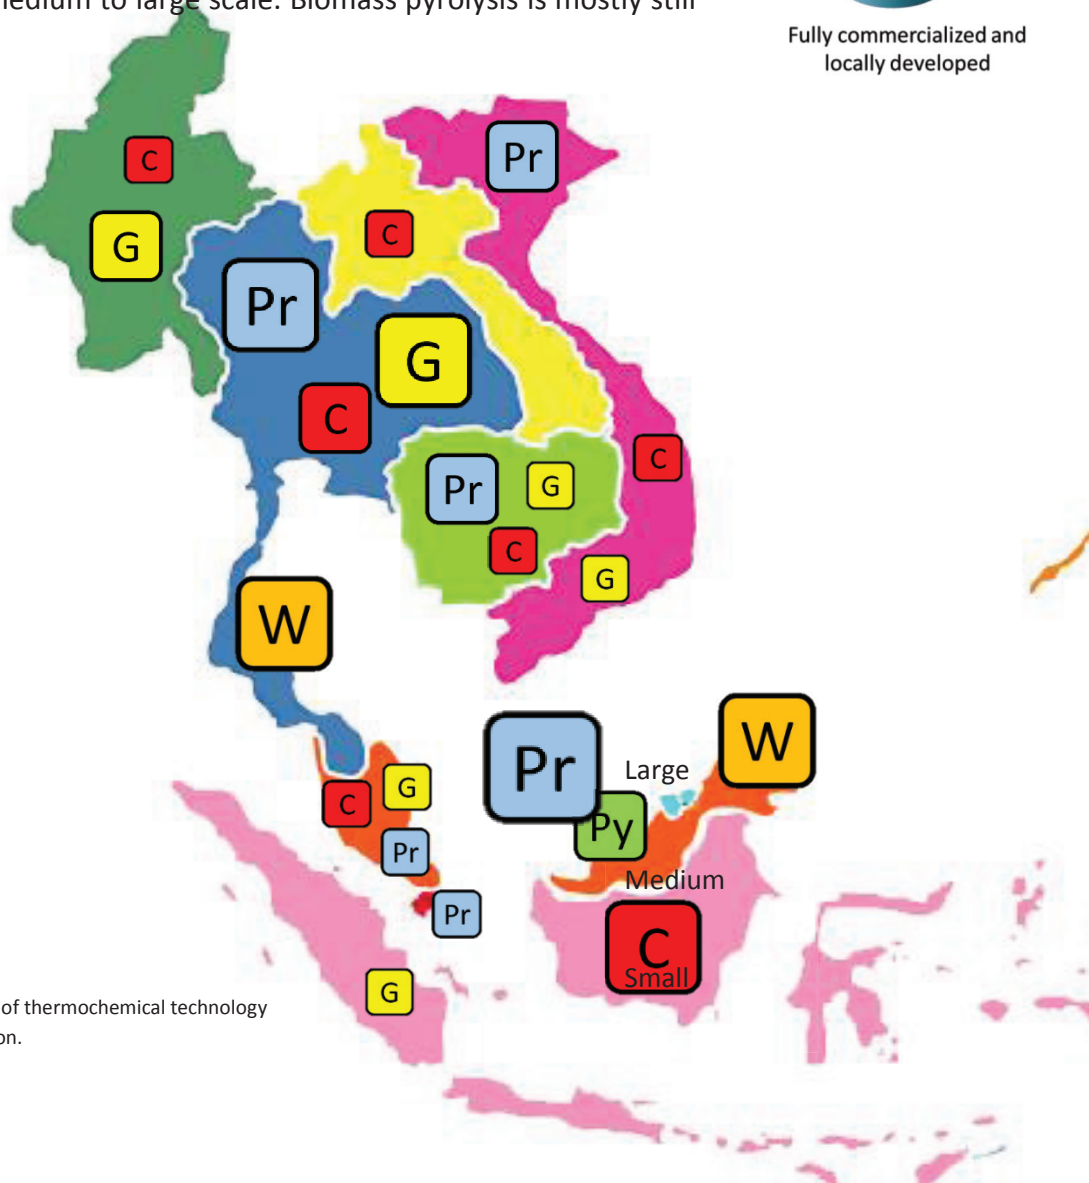 medium to large scale. Biomass pyrolysis is mostly still
Fully commercialized and
locally developed
C
Pr
G
C
Pr
G
C
Pr
G
C
C
G
W
W
Pr
Large
G
C
Py
Pr
Medium
Pr
C
Small
G
of thermochemical technology
on.